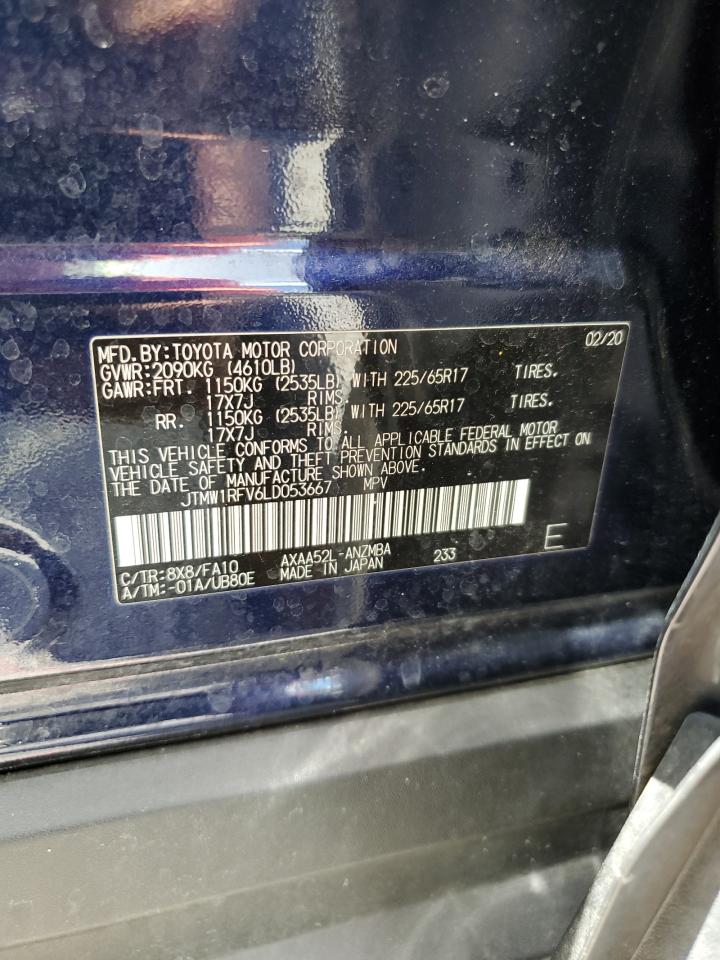 MFD.BY:TOYOTA MOTOR CORPORATION 02/20
GVWR:2090KG (4610LB)
GAWR:FRT. 1150KG (2535LB) WITH 225/65R17 TIRES.
17X7J RIMS.
RR. 1150KG (2535LB) WITH 225/65R17 TIRES.
17X7J RIMS.
THIS VEHICLE CONFORMS TO ALL APPLICABLE FEDERAL MOTOR
VEHICLE SAFETY AND THEFT PREVENTION STANDARDS IN EFFECT ON
THE DATE OF MANUFACTURE SHOWN ABOVE.
JTMW1RFV6LD053667 MPV
C/TR:8X8/FA10 AXAA52L-ANZMBA 233 E
A/TM:-01A/UB80E MADE IN JAPAN